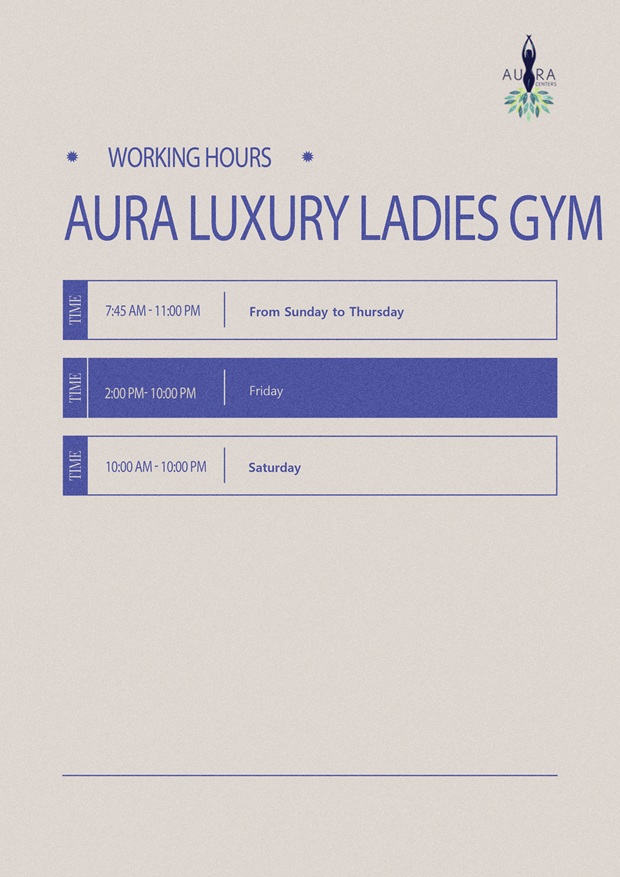 AURA
CENTERS
WORKING HOURS
AURA LUXURY LADIES GYM
TIME
7:45 AM - 11:00 PM
From Sunday to Thursday
TIME
2:00 PM- 10:00 PM
Friday
TIME
10:00 AM - 10:00 PM
Saturday